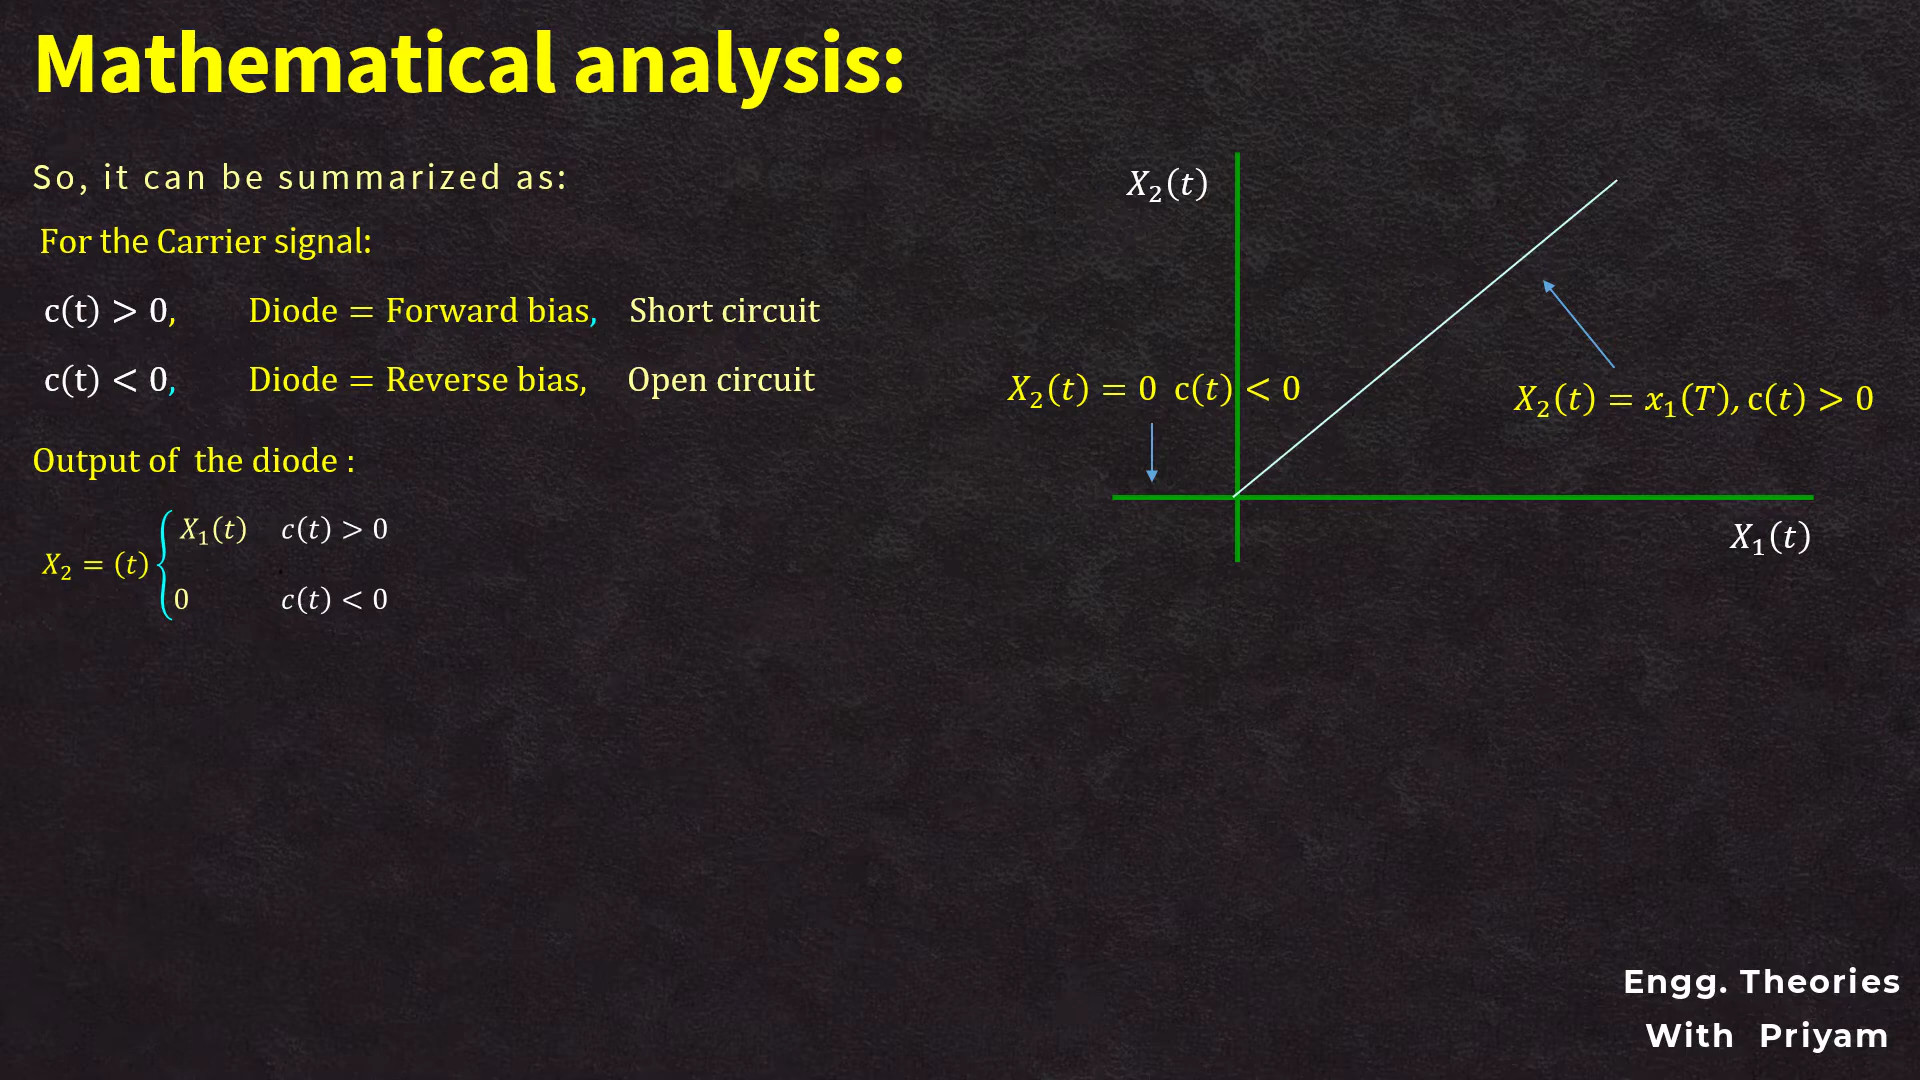 Mathematical analysis:
So, it can be summarized as:
For the Carrier signal:
c(t) > 0, Diode = Forward bias, Short circuit
c(t) < 0, Diode = Reverse bias, Open circuit
Output of the diode :
X₂ = (t) { X₁(t) c(t) > 0
0 c(t) < 0
X₂(t)
X₂(t) = 0 c(t) < 0
X₂(t) = x₁(T), c(t) > 0
X₁(t)
Engg. Theories
With Priyam